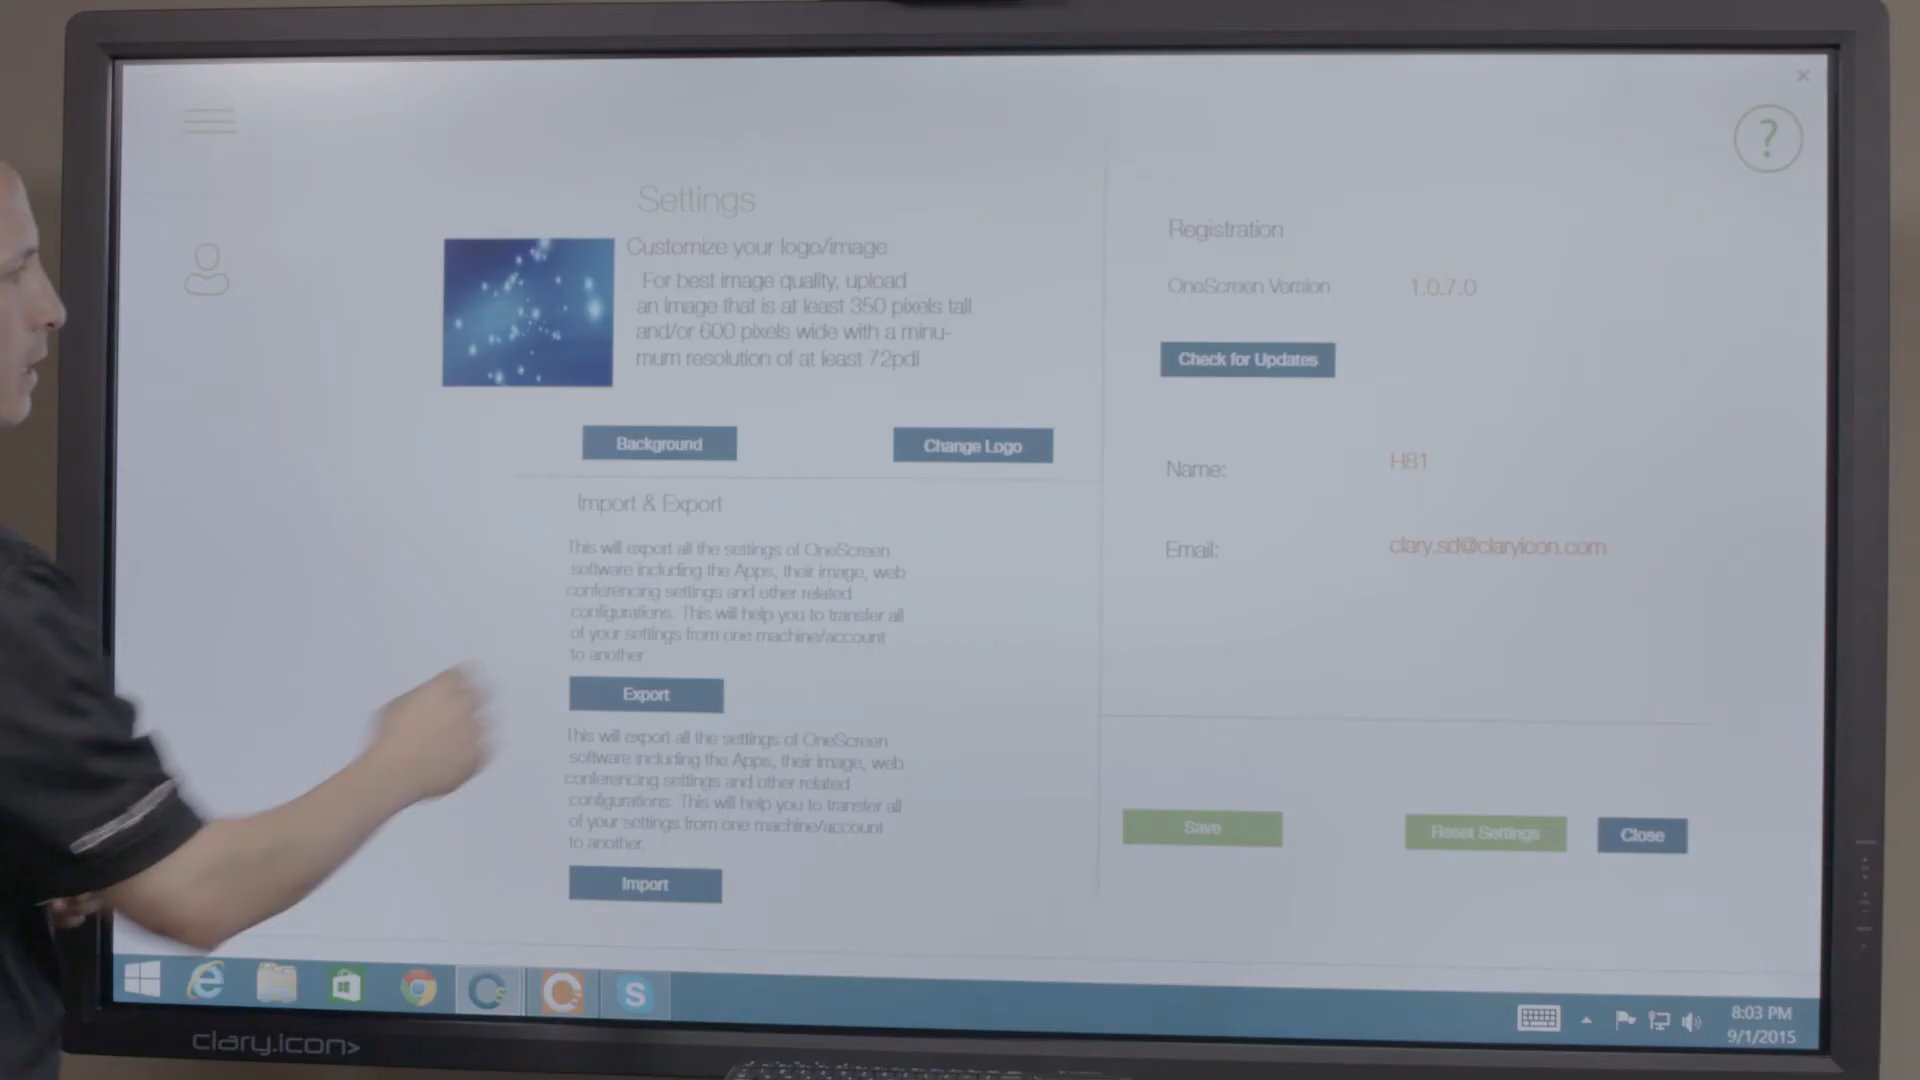 ?
Settings
Customize your logo/image
For best image quality, upload
an image that is at least 350 pixels tall
and/or 600 pixels wide with a minu-
mum resolution of at least 72pdI
Background
Change Logo
Import & Export
This will export all the settings of OneScreen
software including the Apps, their image, web
conferencing settings and other related
configurations. This will help you to transfer all
of your settings from one machine/account
to another
Export
This will export all the settings of OneScreen
software including the Apps, their image, web
conferencing settings and other related
configurations. This will help you to transfer all
of your settings from one machine/account
to another.
Import
Registration
OneScreen Version 1.0.7.0
Check for Updates
Name: H81
Email: clary.sd@claryicon.com
Save
Reset Settings
Close
8:03 PM
9/1/2015
clary.icon>